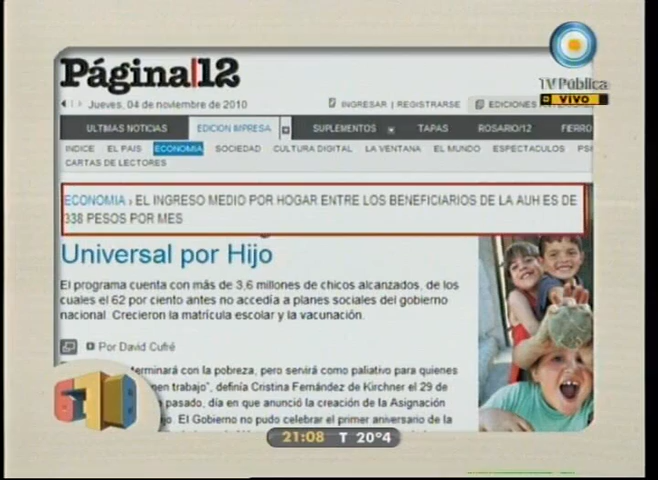 Página|12
TV Pública
VIVO
Jueves, 04 de noviembre de 2010
INGRESAR | REGISTRARSE
EDICIONES
ULTIMAS NOTICIAS
EDICION IMPRESA
SUPLEMENTOS
TAPAS
ROSARIO/12
FIERRO
INDICE EL PAIS ECONOMIA SOCIEDAD CULTURA DIGITAL LA VENTANA EL MUNDO ESPECTACULOS
CARTAS DE LECTORES
ECONOMIA › EL INGRESO MEDIO POR HOGAR ENTRE LOS BENEFICIARIOS DE LA AUH ES DE
338 PESOS POR MES
Universal por Hijo
El programa cuenta con más de 3,6 millones de chicos alcanzados, de los
cuales el 62 por ciento antes no accedía a planes sociales del gobierno
nacional. Crecieron la matrícula escolar y la vacunación.
Por David Cufré
terminará con la pobreza, pero servirá como paliativo para quienes
trabajo", definía Cristina Fernández de Kirchner el 29 de
pasado, día en que anunció la creación de la Asignación
El Gobierno no pudo celebrar el primer aniversario de la
678
21:08 T 20°4